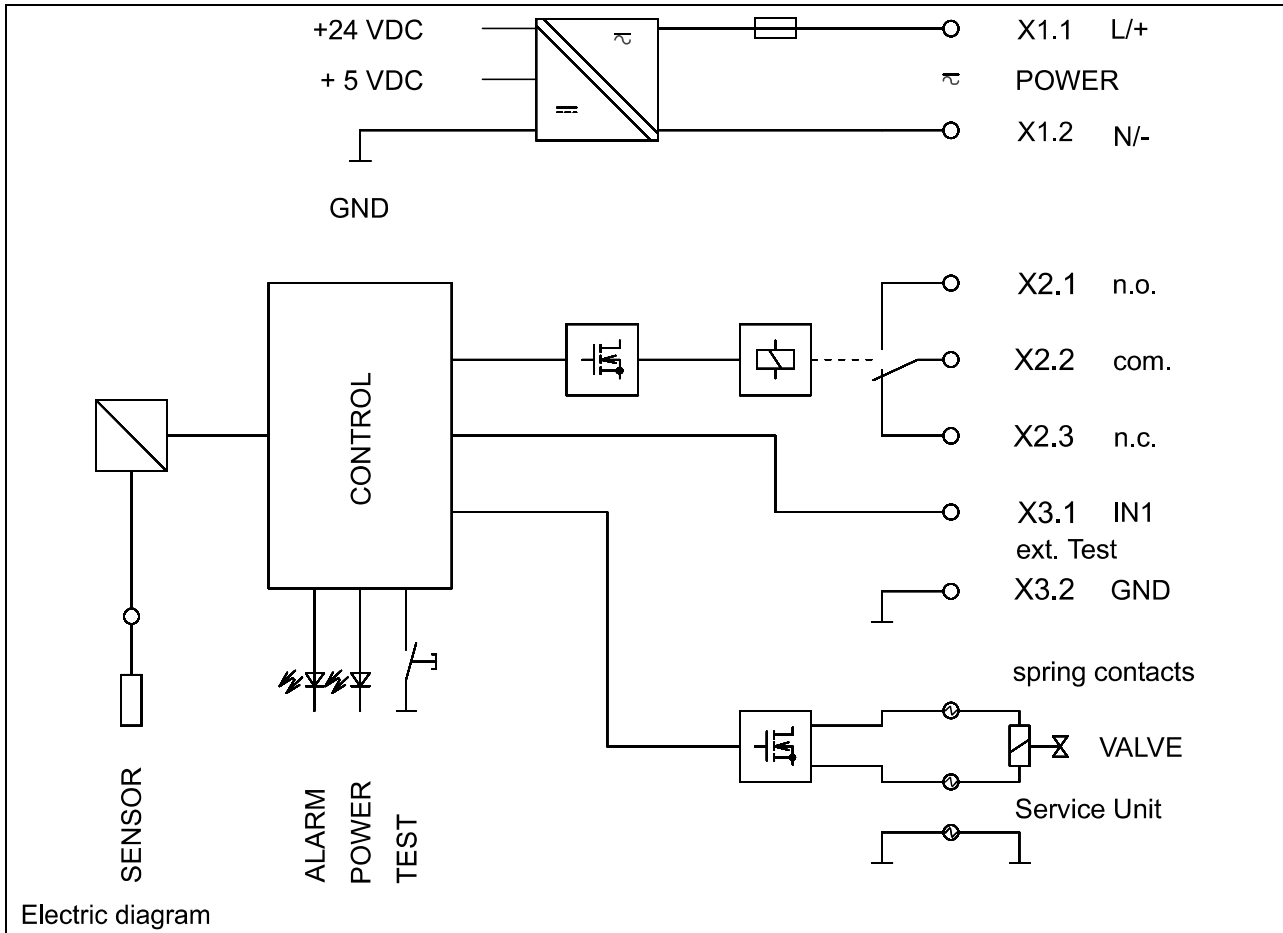 +24 VDC
X1.1 L/+
+ 5 VDC
POWER
X1.2 N/-
GND
X2.1 n.o.
X2.2 com.
X2.3 n.c.
CONTROL
X3.1 IN1
ext. Test
X3.2 GND
spring contacts
VALVE
Service Unit
SENSOR
ALARM
POWER
TEST
Electric diagram